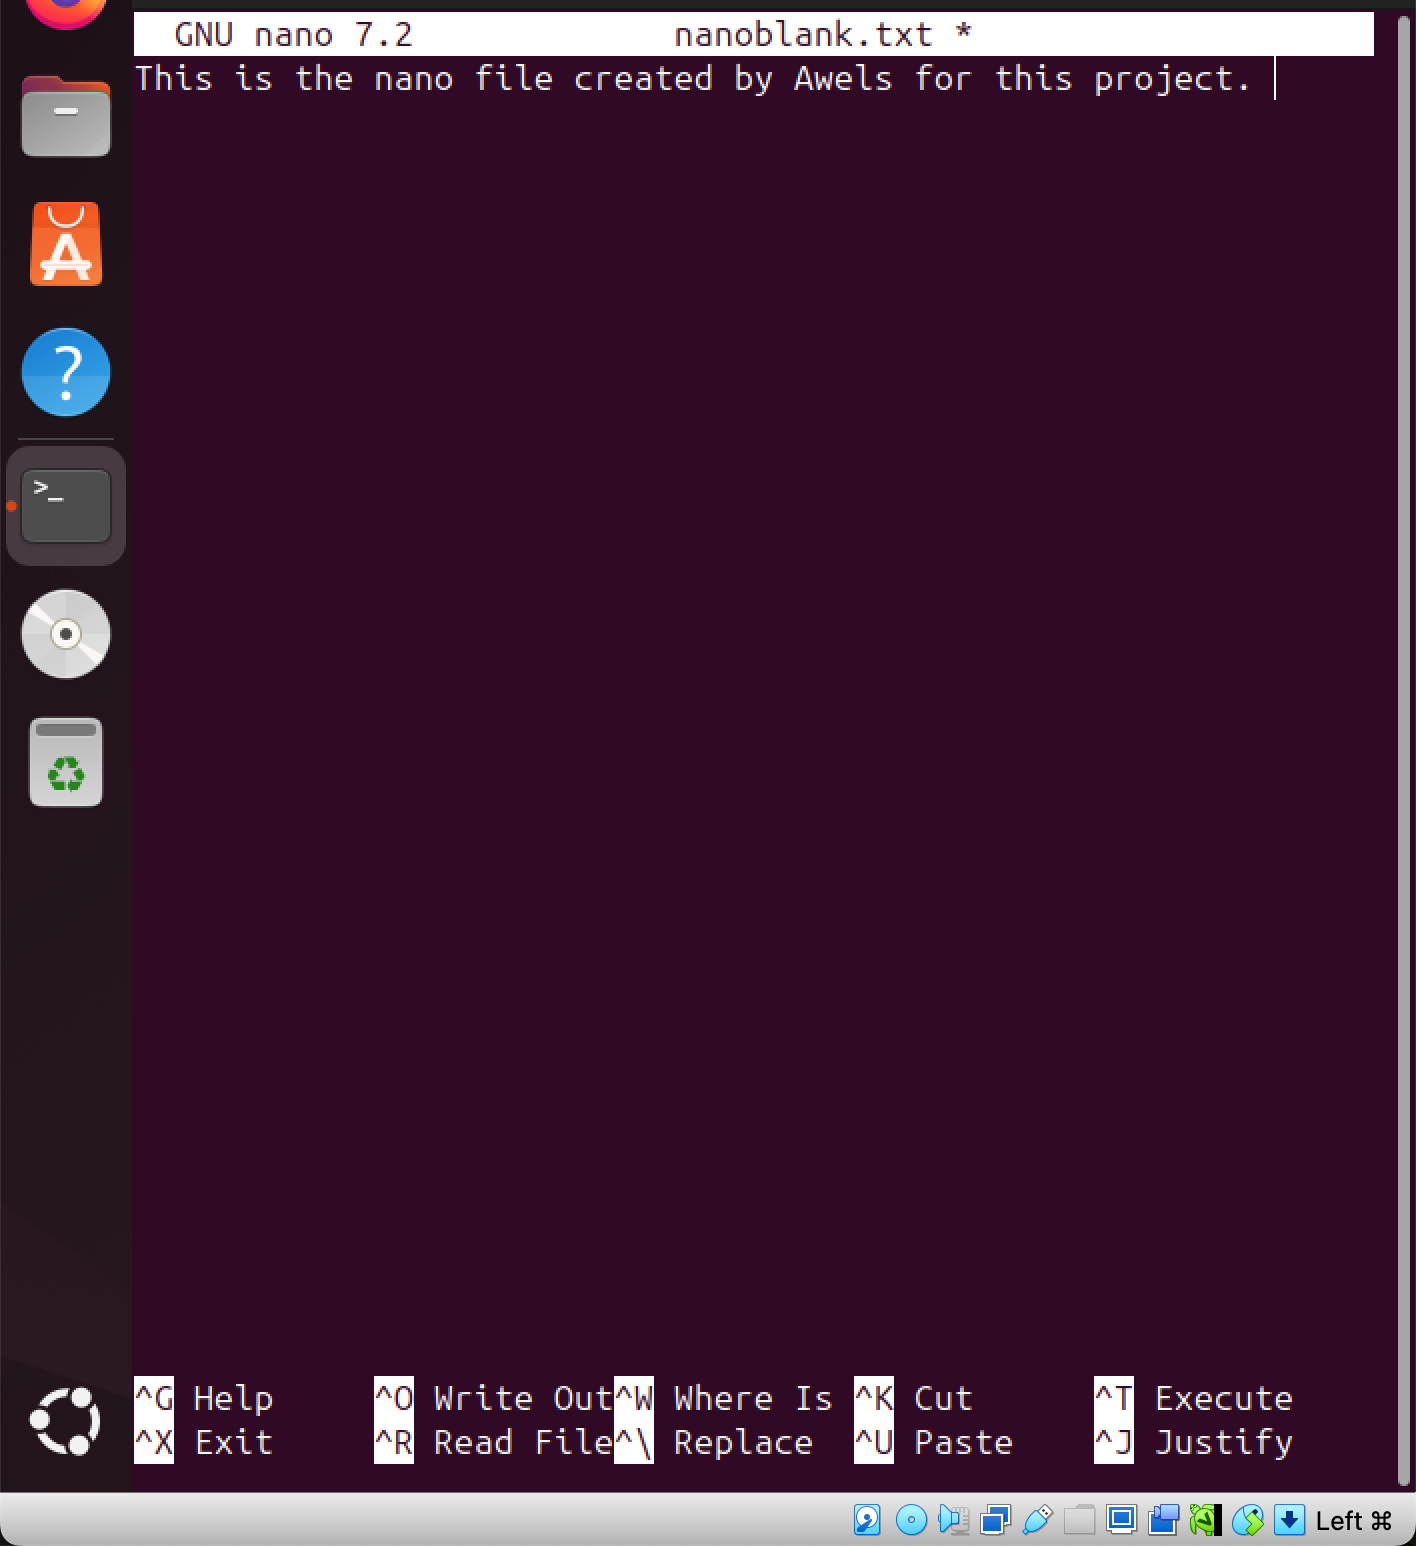 GNU nano 7.2 nanoblank.txt *
This is the nano file created by Awels for this project.
^G Help ^O Write Out ^W Where Is ^K Cut ^T Execute
^X Exit ^R Read File ^\ Replace ^U Paste ^J Justify
Left ⌘